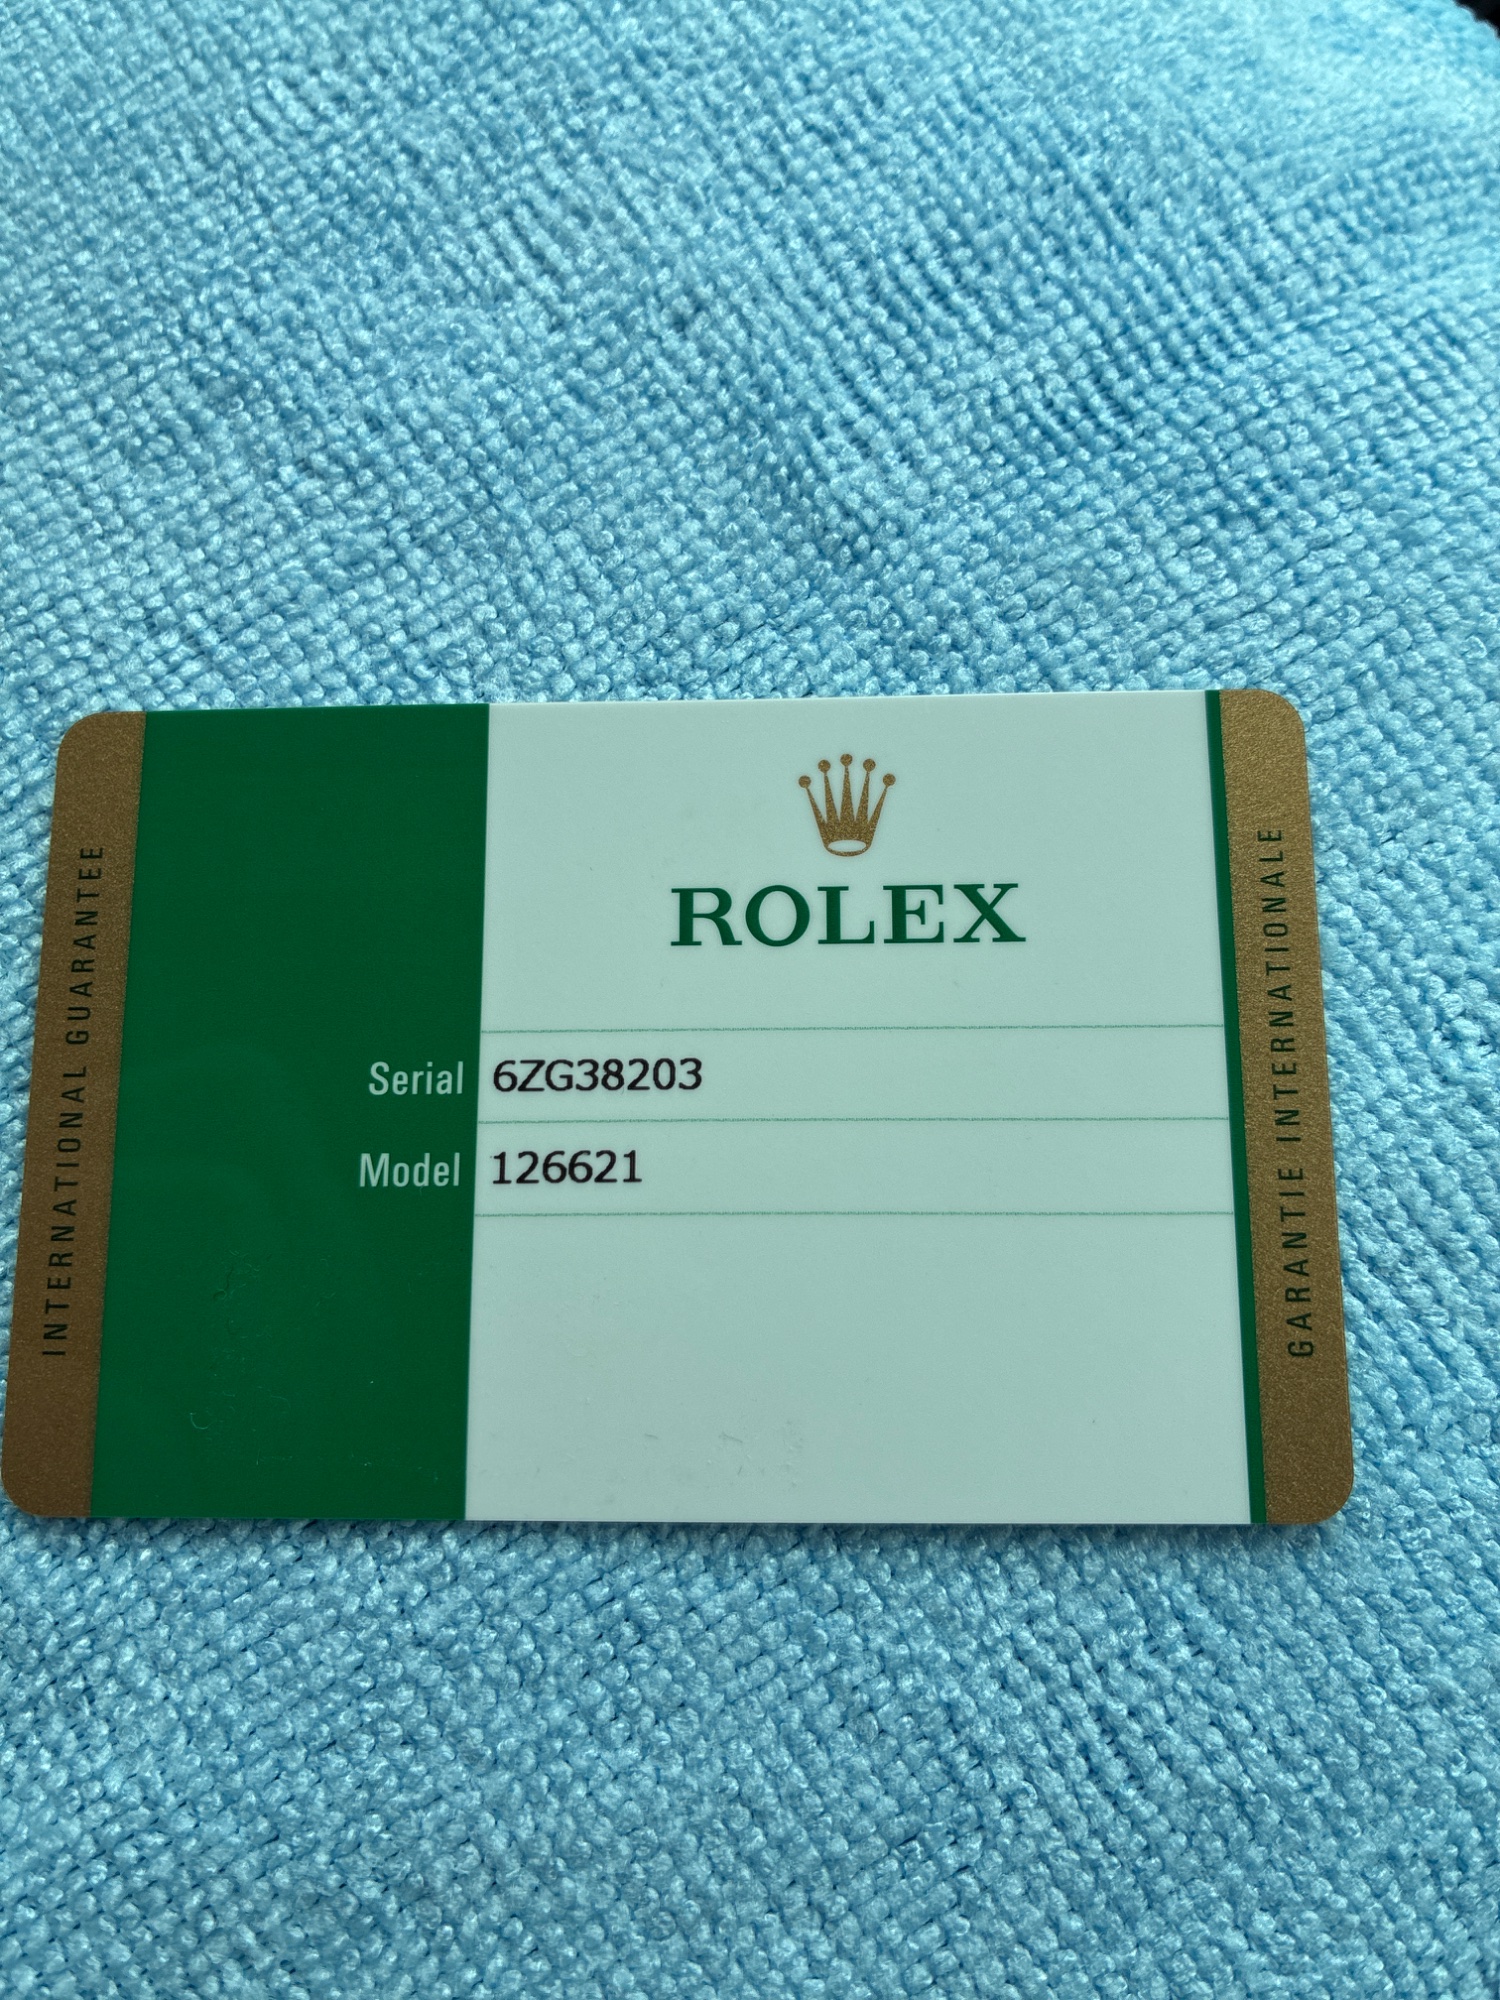 INTERNATIONAL GUARANTEE
ROLEX
Serial 6ZG38203
Model 126621
GARANTIE INTERNATIONALE